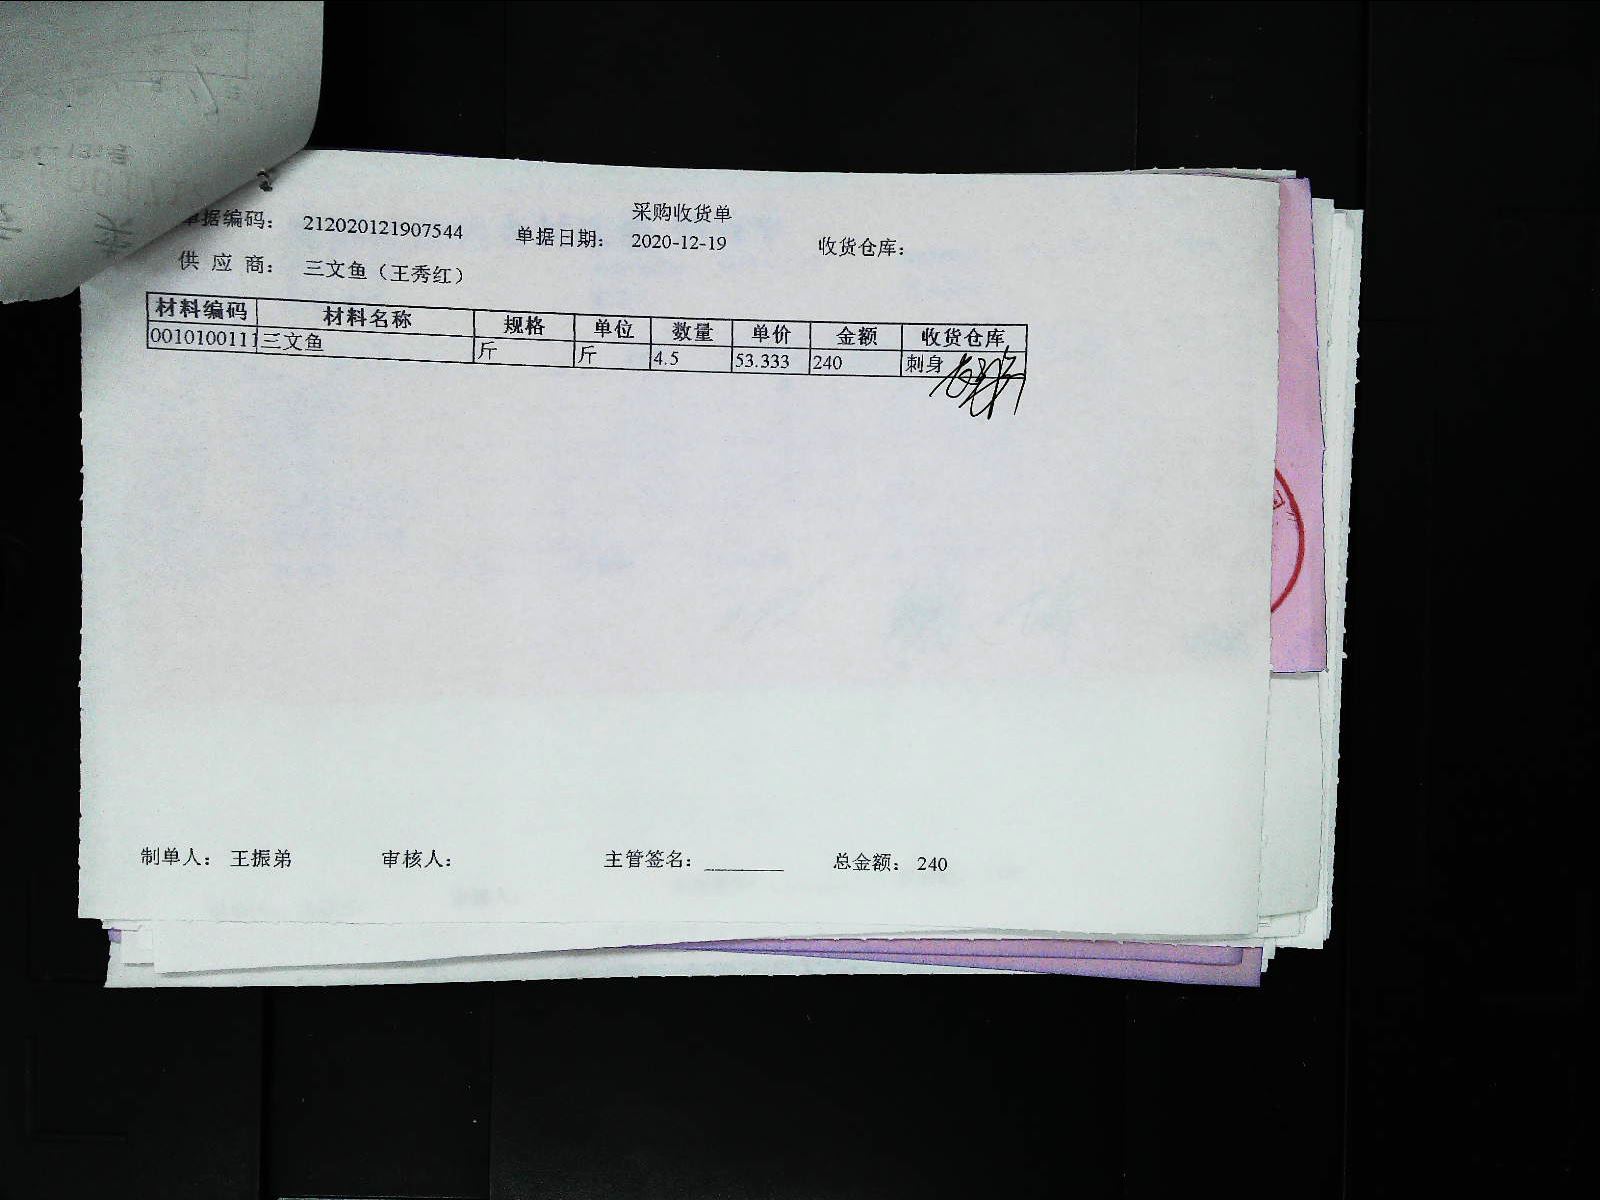 采购收货单
单据编码： 212020121907544 单据日期： 2020-12-19 收货仓库：
供 应 商： 三文鱼（王秀红）
材料编码 材料名称 规格 单位 数量 单价 金额 收货仓库
0010100111 三文鱼 斤 斤 4.5 53.333 240 刺身
制单人： 王振弟 审核人： 主管签名： 总金额： 240